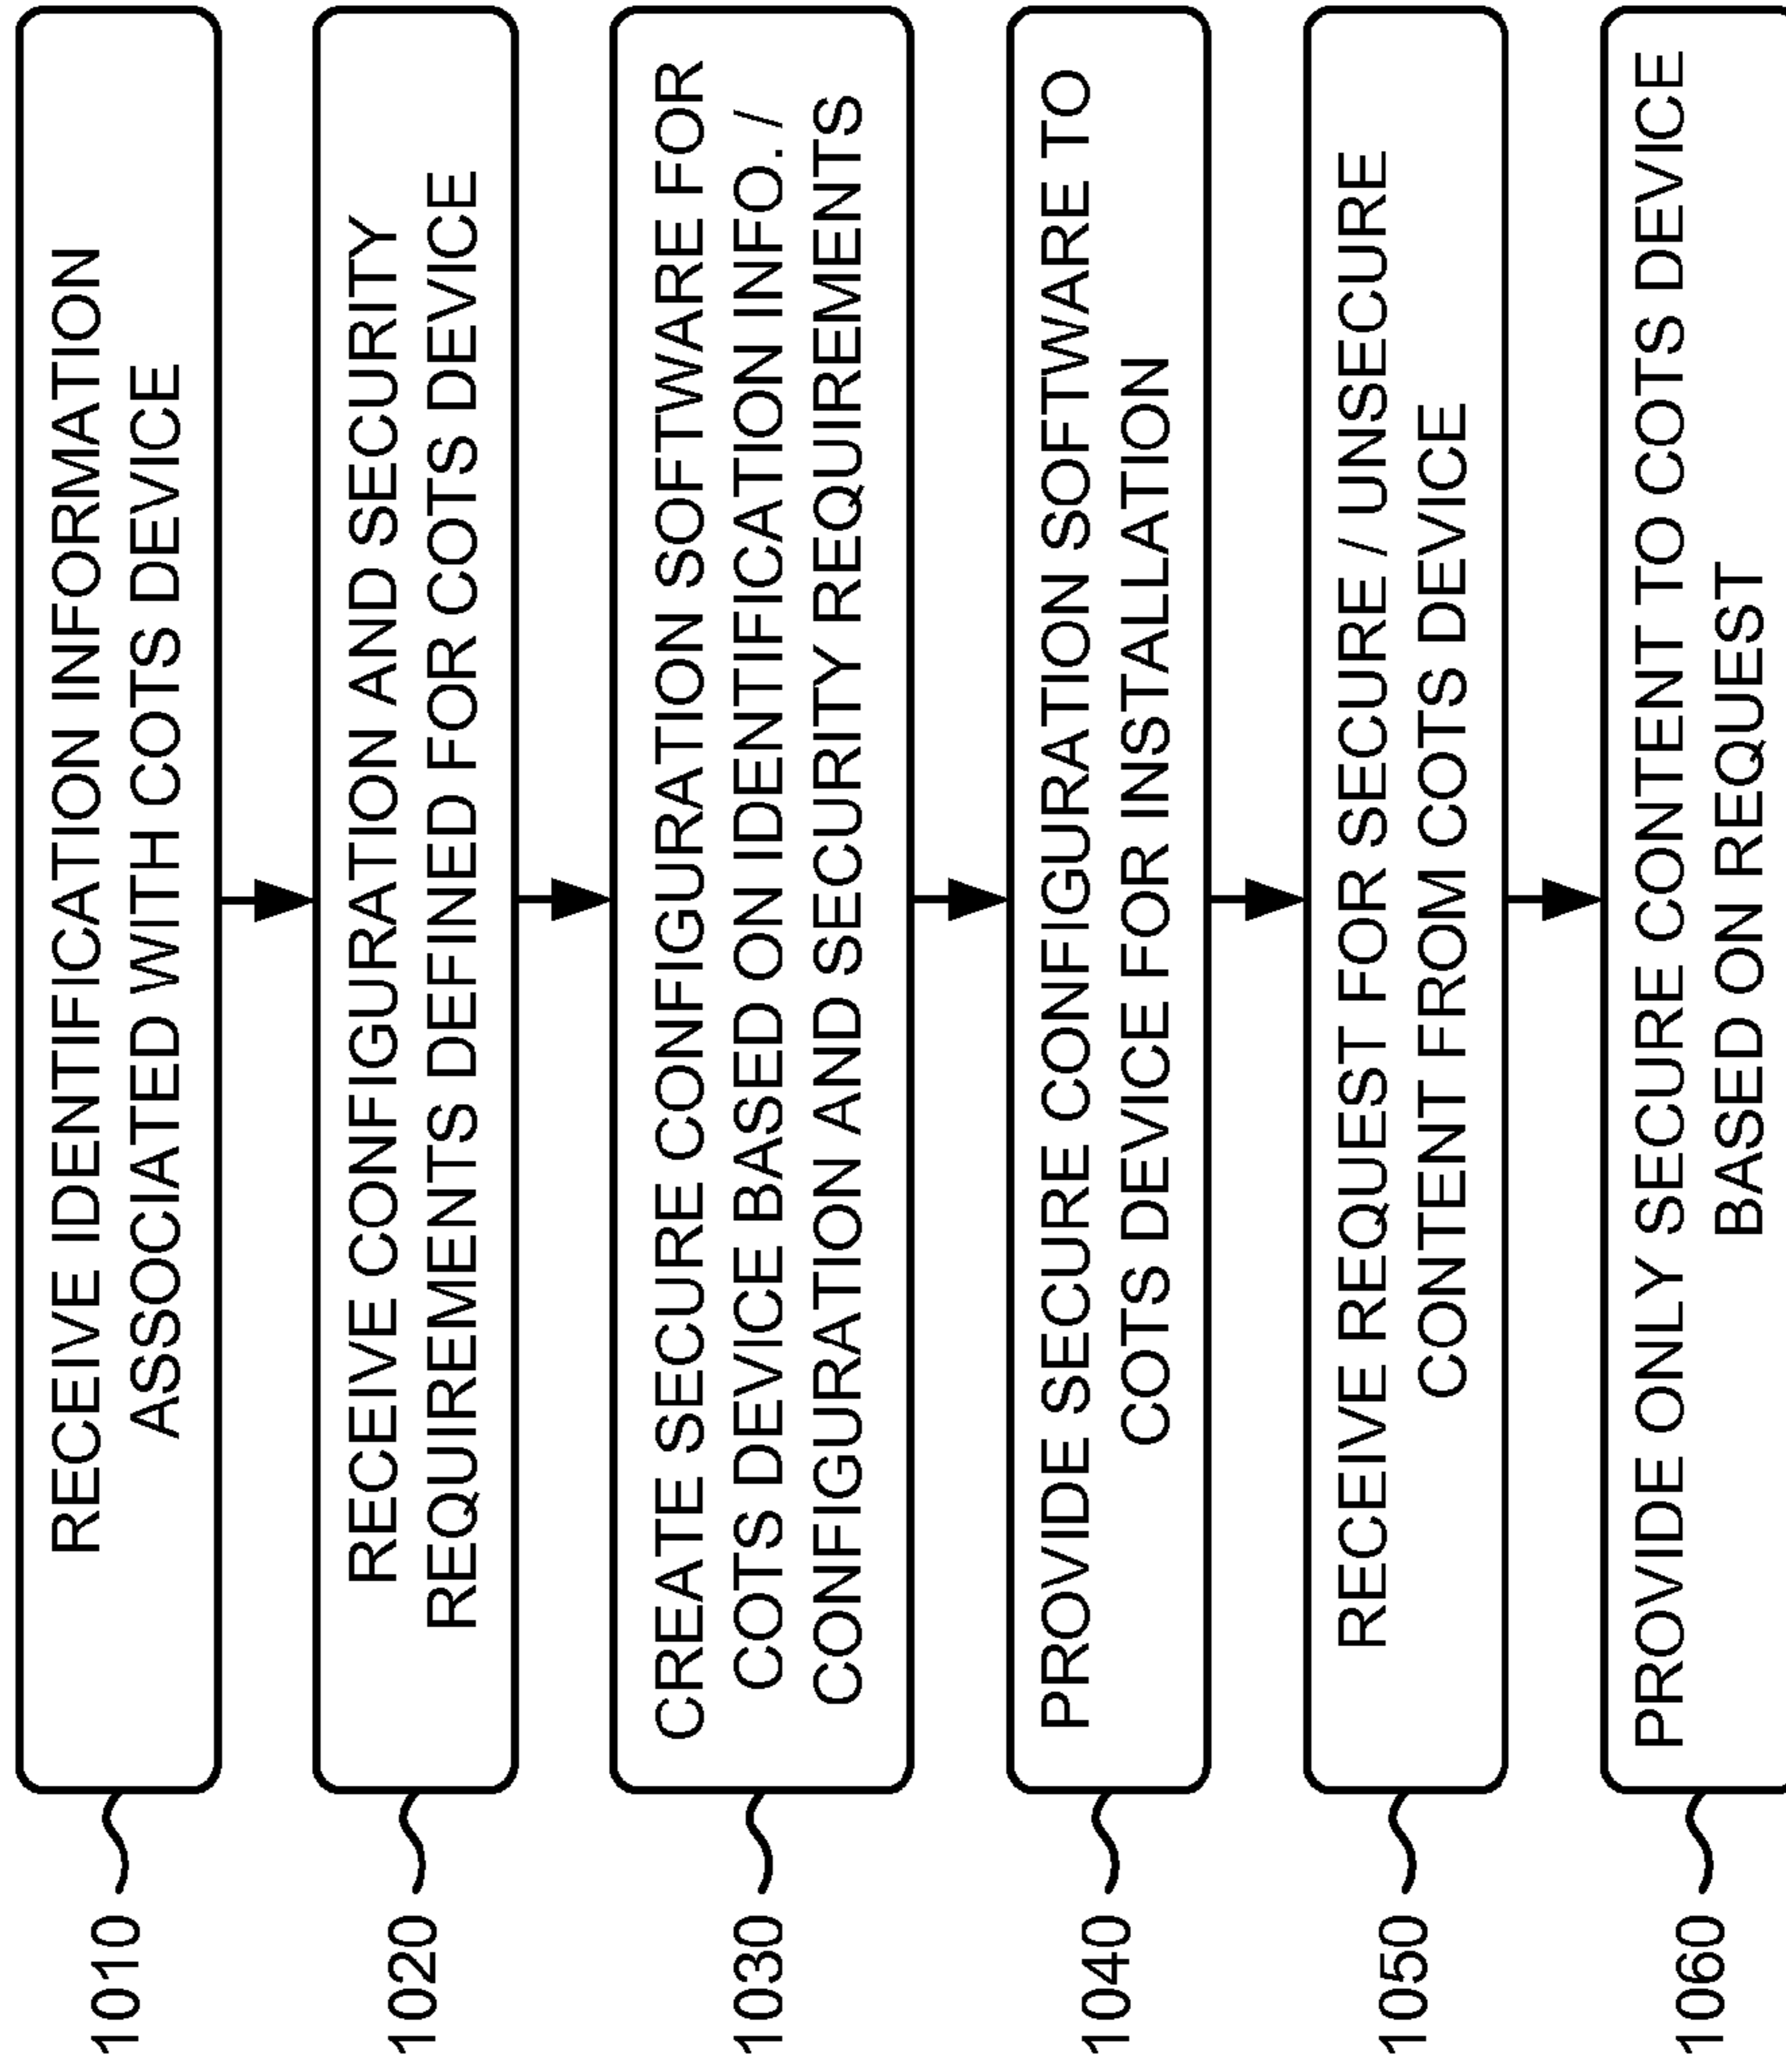 1010
RECEIVE IDENTIFICATION INFORMATION
ASSOCIATED WITH COTS DEVICE
1020
RECEIVE CONFIGURATION AND SECURITY
REQUIREMENTS DEFINED FOR COTS DEVICE
1030
CREATE SECURE CONFIGURATION SOFTWARE FOR
COTS DEVICE BASED ON IDENTIFICATION INFO. /
CONFIGURATION AND SECURITY REQUIREMENTS
1040
PROVIDE SECURE CONFIGURATION SOFTWARE TO
COTS DEVICE FOR INSTALLATION
1050
RECEIVE REQUEST FOR SECURE / UNSECURE
CONTENT FROM COTS DEVICE
1060
PROVIDE ONLY SECURE CONTENT TO COTS DEVICE
BASED ON REQUEST